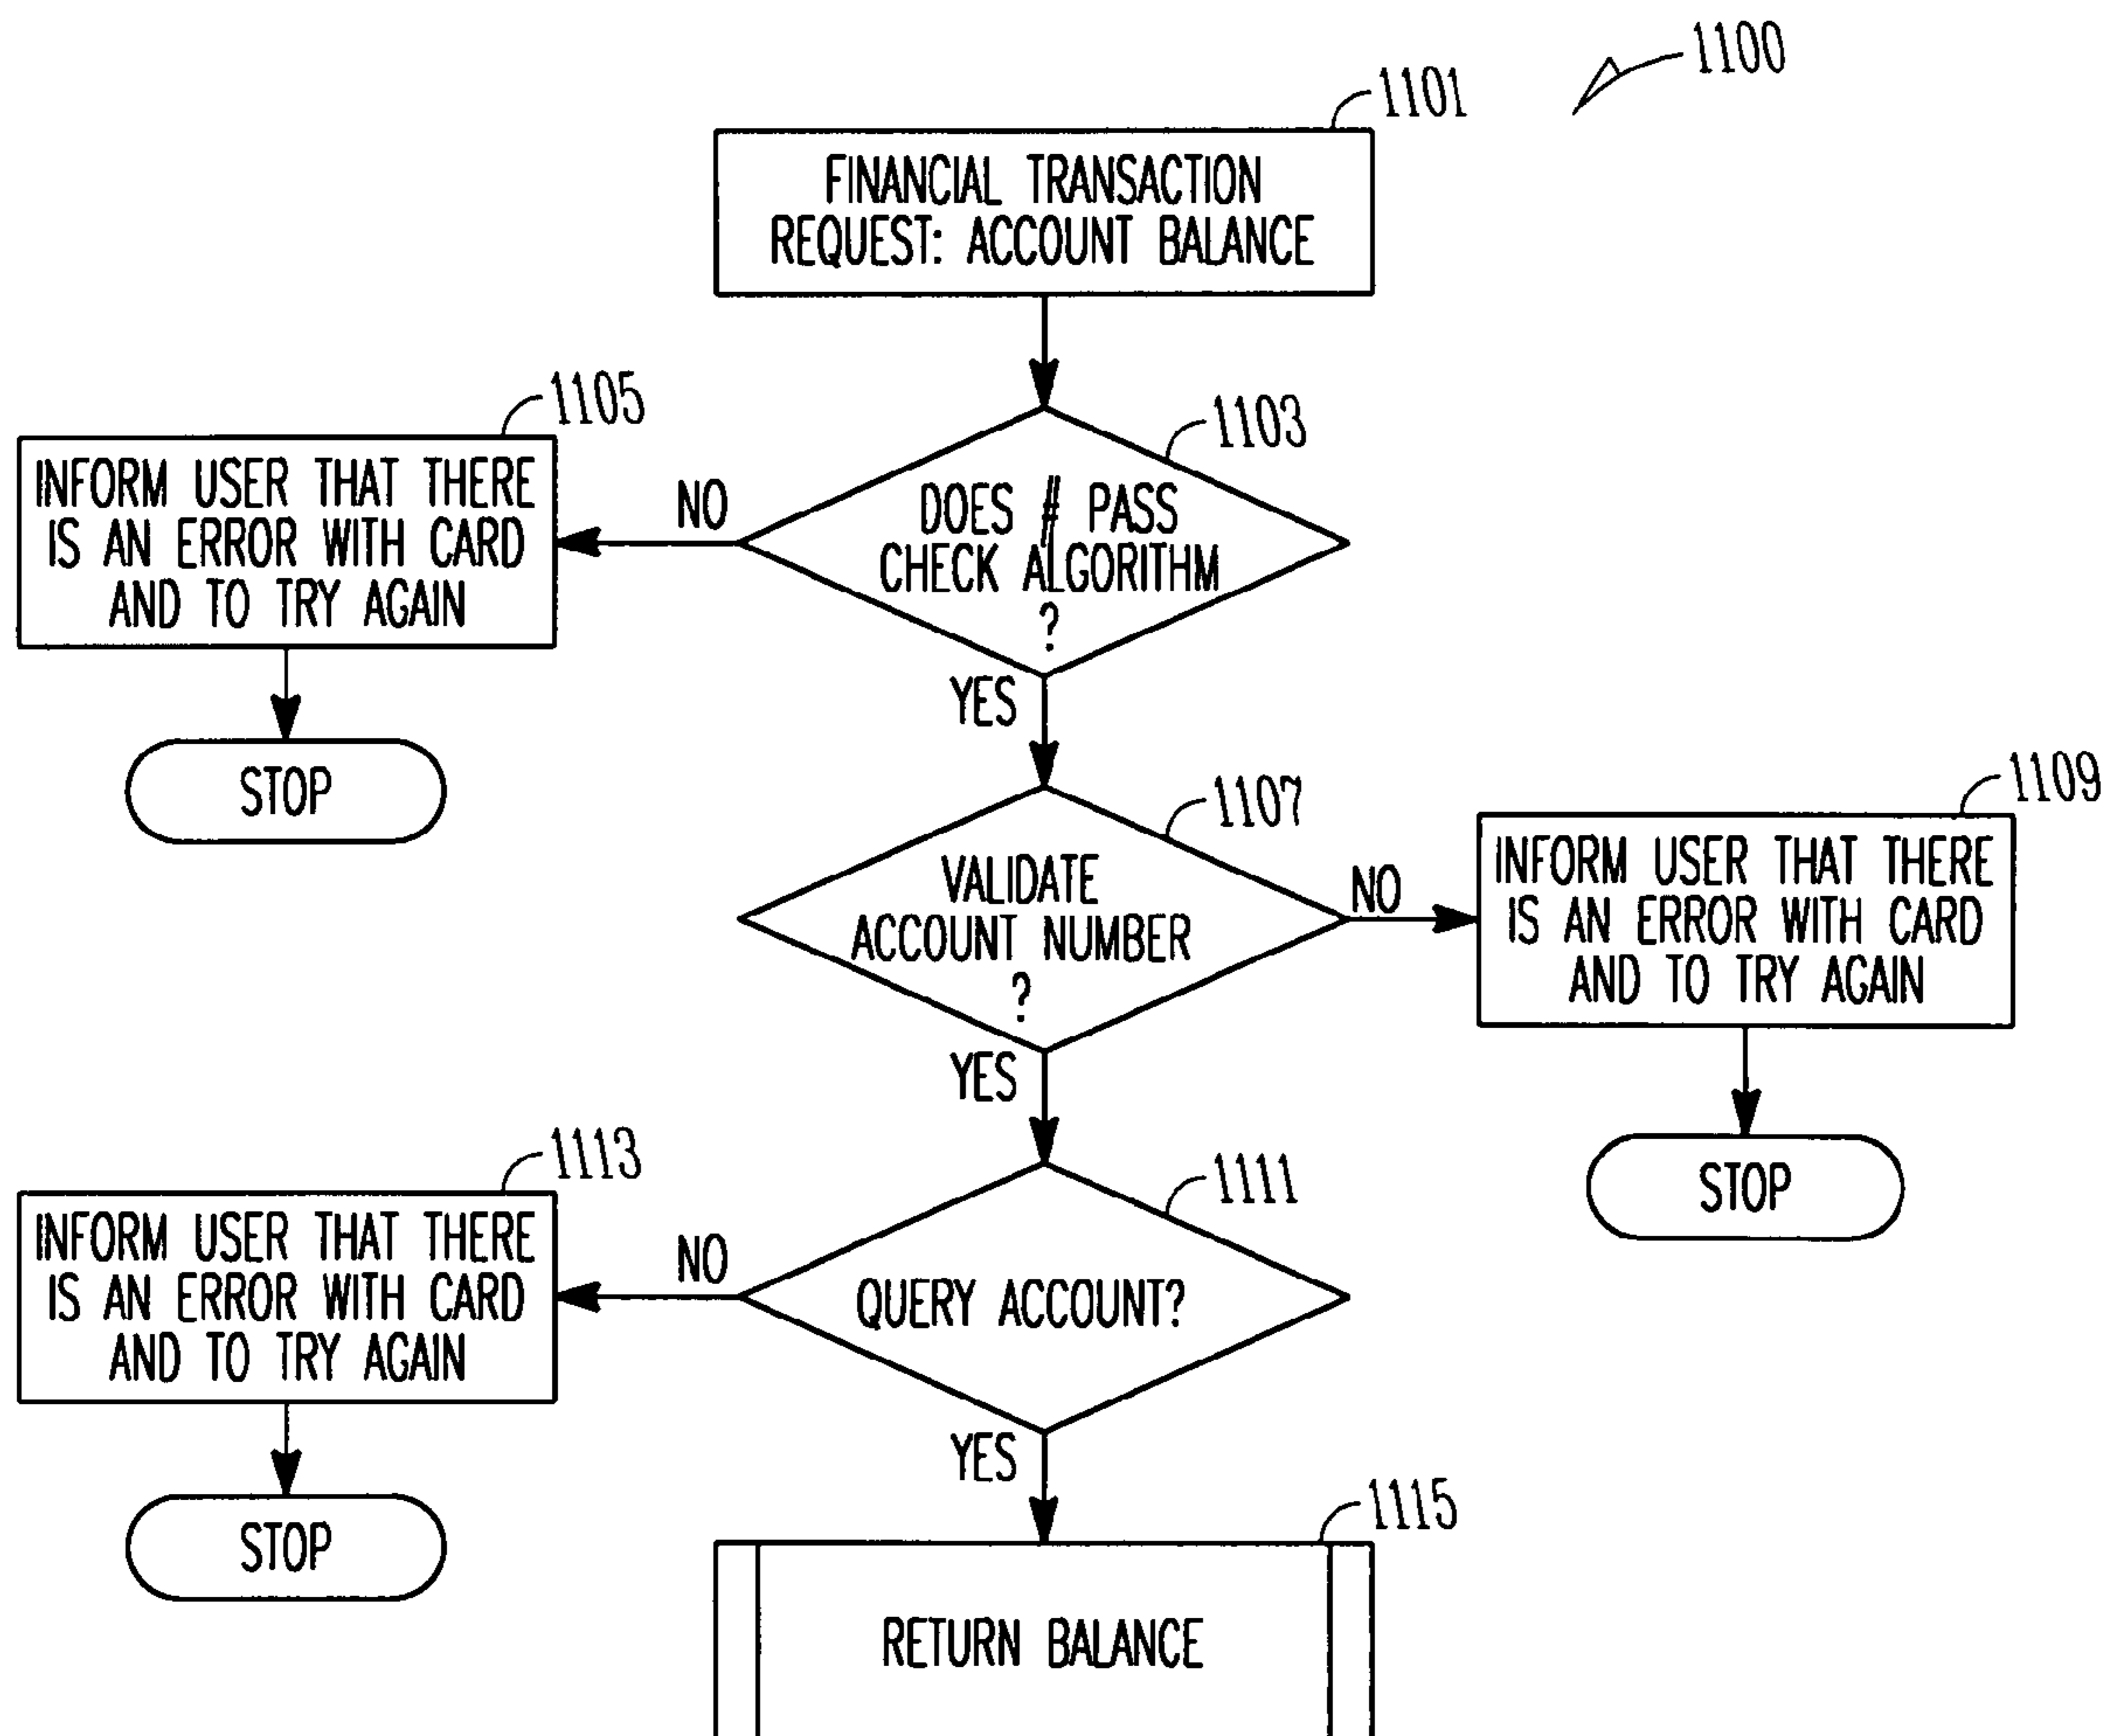 1100
1101
FINANCIAL TRANSACTION
REQUEST: ACCOUNT BALANCE
1105
INFORM USER THAT THERE
IS AN ERROR WITH CARD
AND TO TRY AGAIN
NO
1103
DOES # PASS
CHECK ALGORITHM
?
YES
STOP
1107
VALIDATE
ACCOUNT NUMBER
?
NO
1109
INFORM USER THAT THERE
IS AN ERROR WITH CARD
AND TO TRY AGAIN
YES
STOP
1113
INFORM USER THAT THERE
IS AN ERROR WITH CARD
AND TO TRY AGAIN
NO
1111
QUERY ACCOUNT?
YES
STOP
1115
RETURN BALANCE